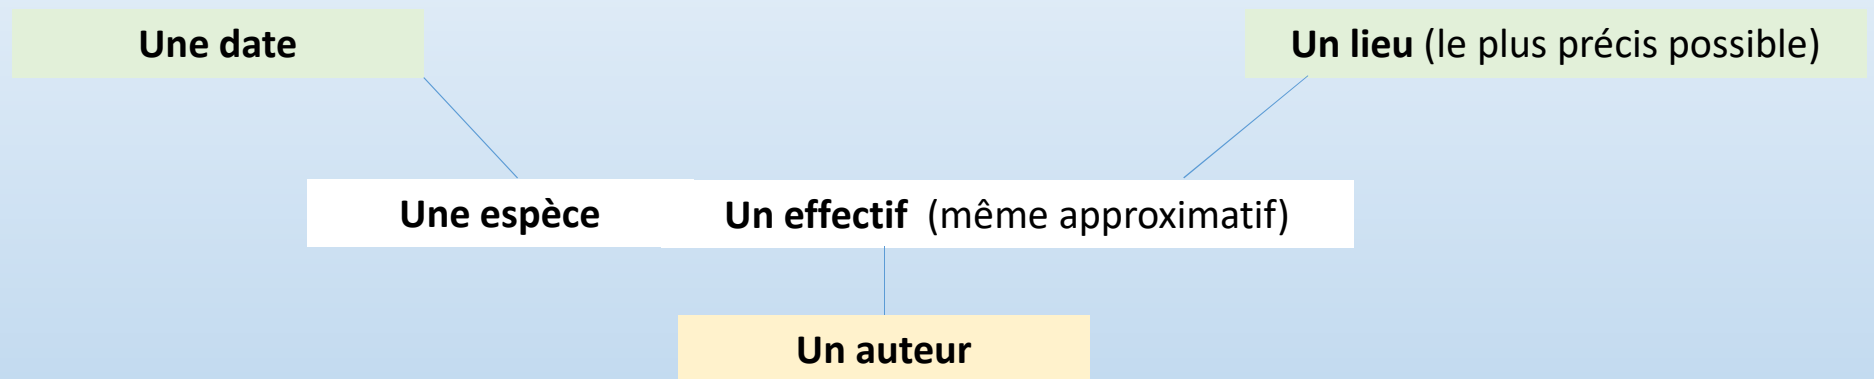 Une date
Un lieu (le plus précis possible)
Une espèce
Un effectif (même approximatif)
Un auteur